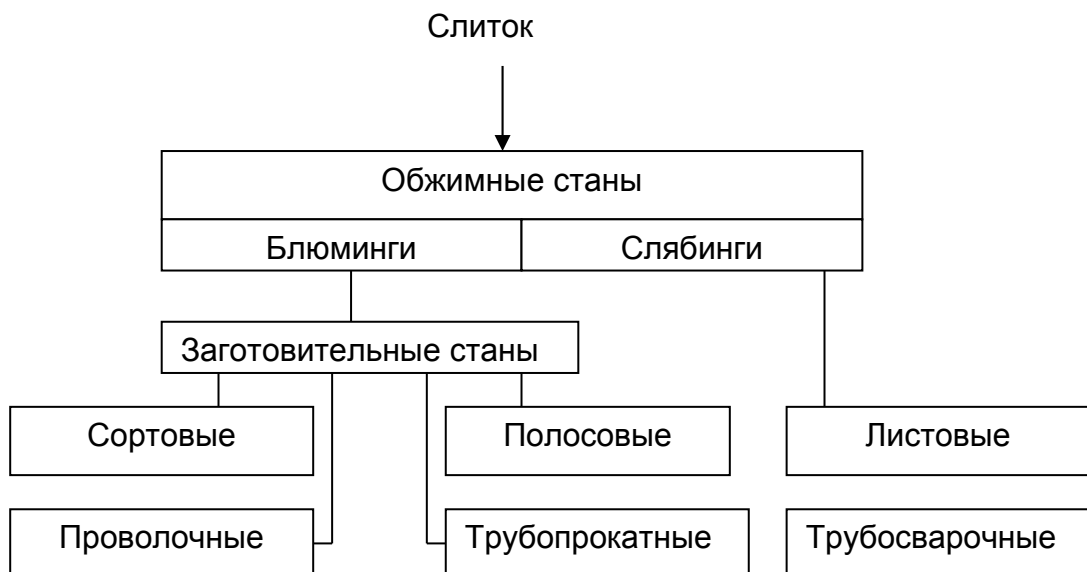 Слиток
Обжимные станы
Блюминги
Слябинги
Заготовительные станы
Сортовые
Полосовые
Листовые
Проволочные
Трубопрокатные
Трубосварочные